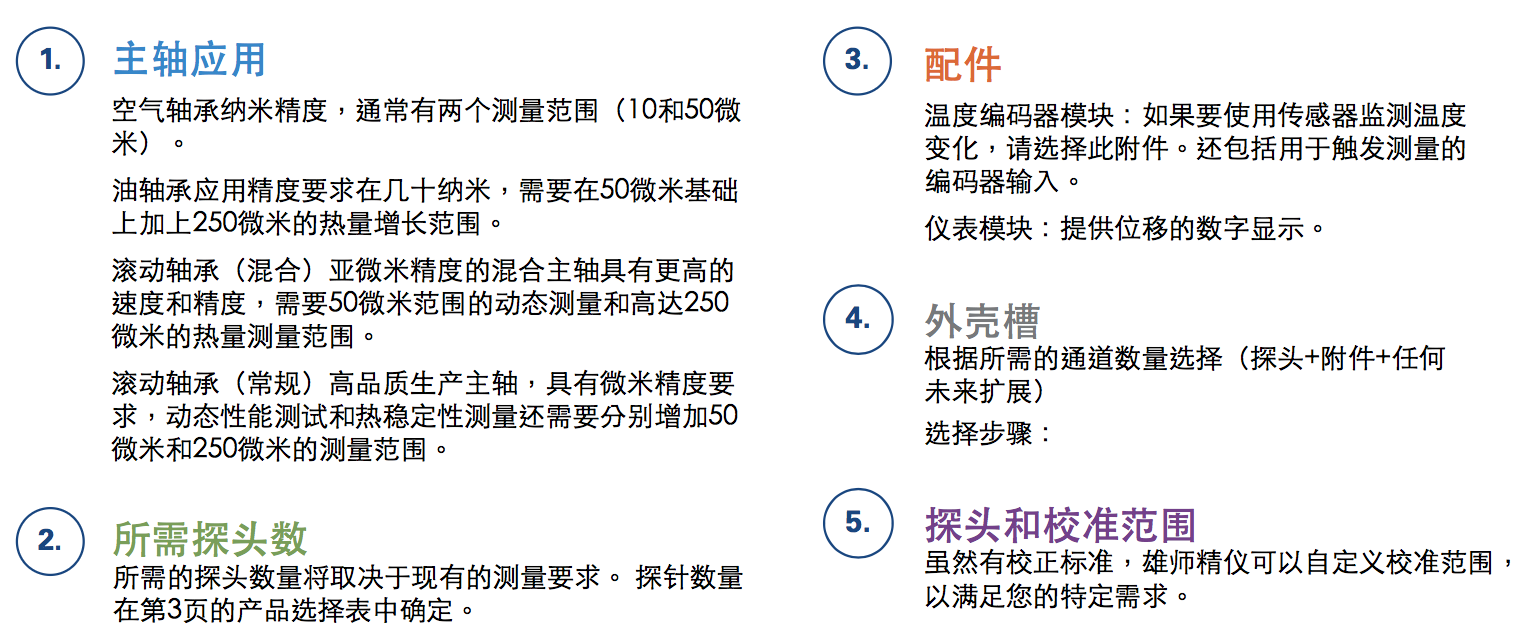 1. 主轴应用
空气轴承纳米精度，通常有两个测量范围（10和50微
米）。
油轴承应用精度要求在几十纳米，需要在50微米基础
上加上250微米的热量增长范围。
滚动轴承（混合）亚微米精度的混合主轴具有更高的
速度和精度，需要50微米范围的动态测量和高达250
微米的热量测量范围。
滚动轴承（常规）高品质生产主轴，具有微米精度要
求，动态性能测试和热稳定性测量还需要分别增加50
微米和250微米的测量范围。
2. 所需探头数
所需的探头数量将取决于现有的测量要求。 探针数量
在第3页的产品选择表中确定。
3. 配件
温度编码器模块：如果要使用传感器监测温度
变化，请选择此附件。还包括用于触发测量的
编码器输入。
仪表模块：提供位移的数字显示。
4. 外壳槽
根据所需的通道数量选择（探头+附件+任何
未来扩展）
选择步骤：
5. 探头和校准范围
虽然有校正标准，雄师精仪可以自定义校准范围，
以满足您的特定需求。